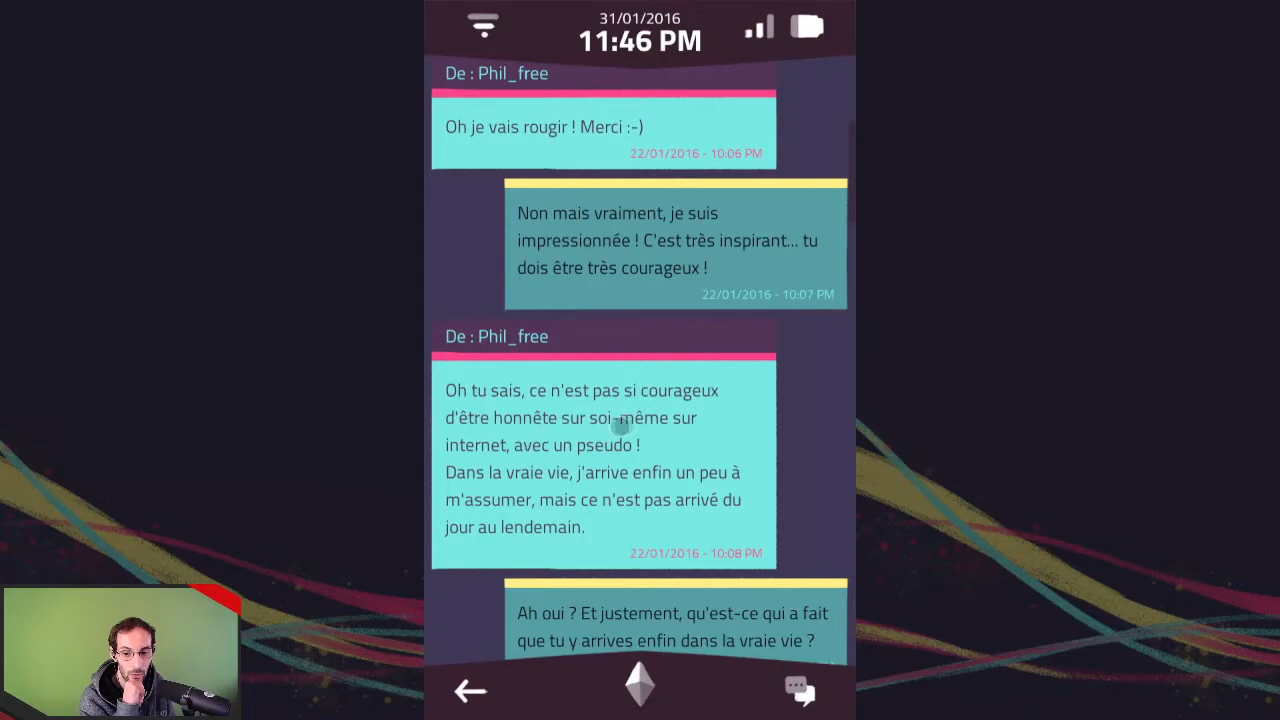 31/01/2016
11:46 PM
De : Phil_free
Oh je vais rougir ! Merci :-)
22/01/2016 - 10:06 PM
Non mais vraiment, je suis
impressionnée ! C'est très inspirant... tu
dois être très courageux !
22/01/2016 - 10:07 PM
De : Phil_free
Oh tu sais, ce n'est pas si courageux
d'être honnête sur soi-même sur
internet, avec un pseudo !
Dans la vraie vie, j'arrive enfin un peu à
m'assumer, mais ce n'est pas arrivé du
jour au lendemain.
22/01/2016 - 10:08 PM
Ah oui ? Et justement, qu'est-ce qui a fait
que tu y arrives enfin dans la vraie vie ?